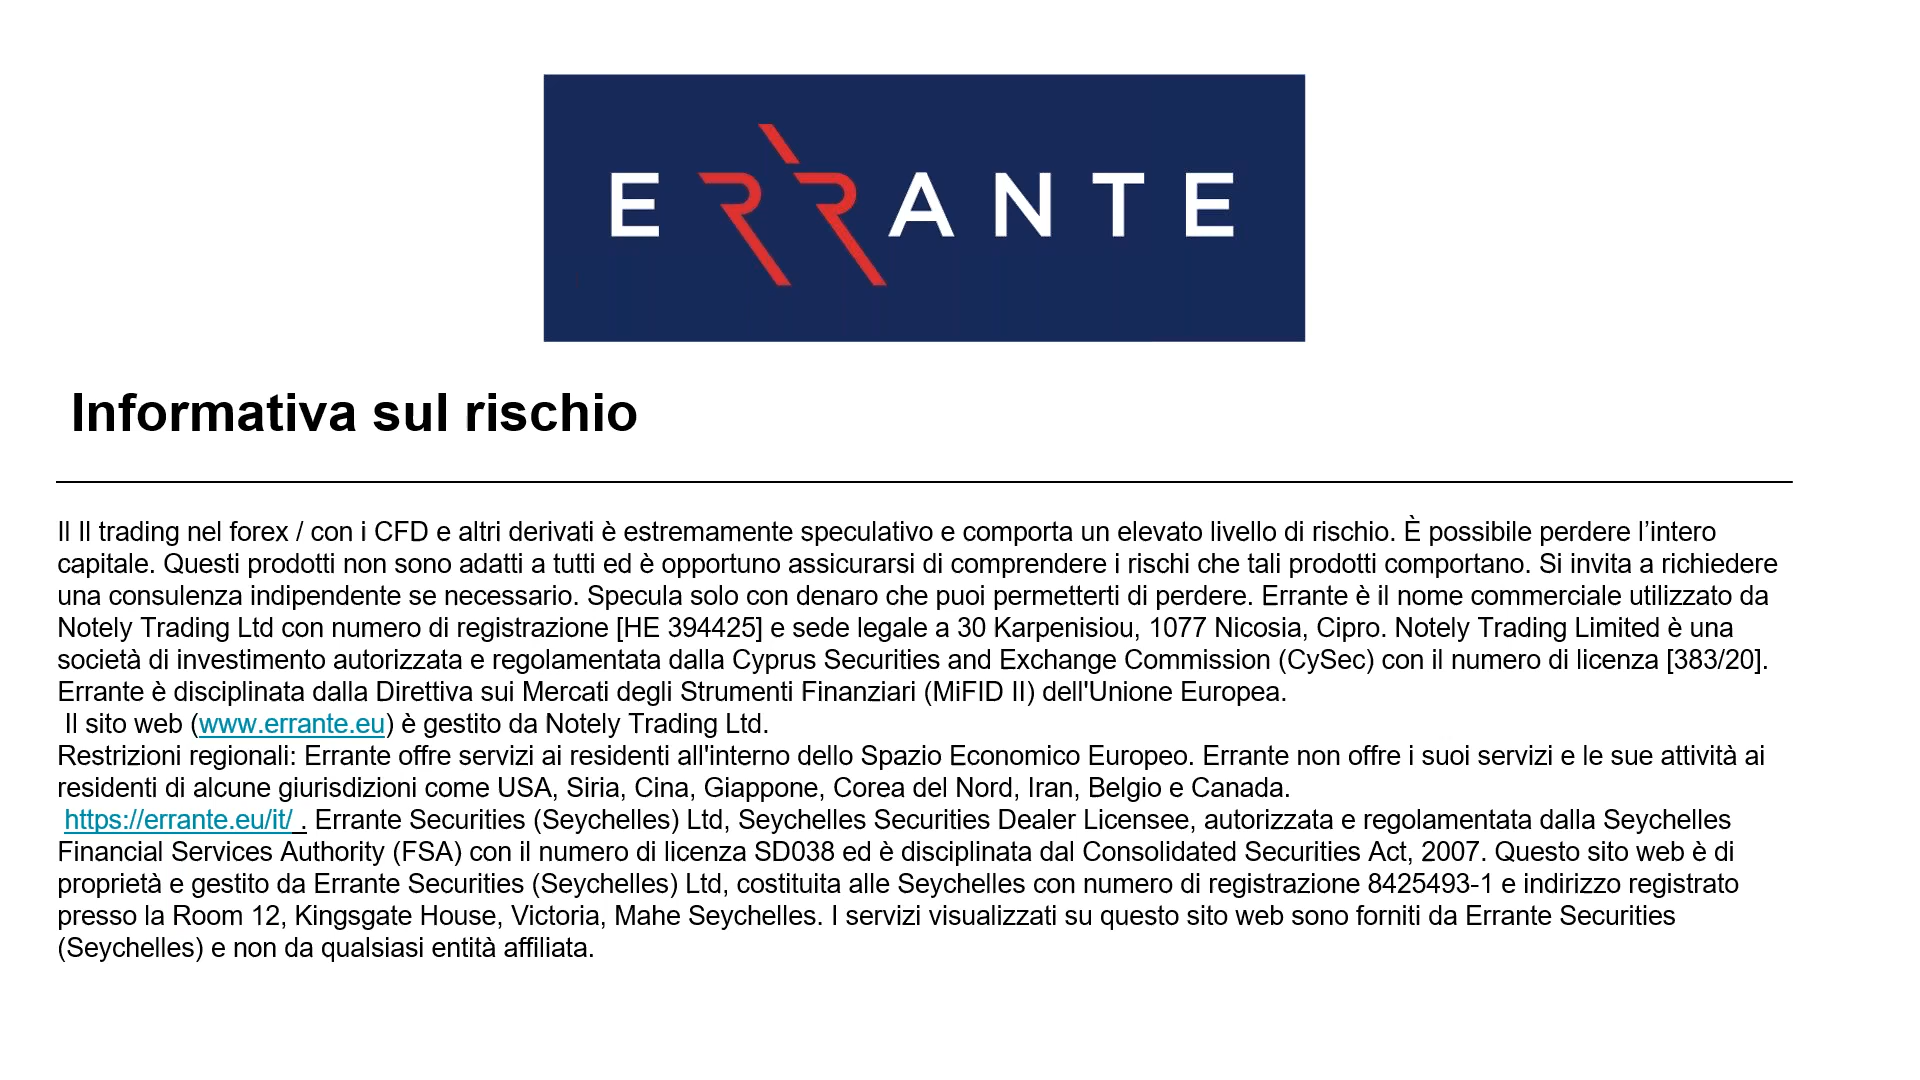 ERRANTE
Informativa sul rischio
Il Il trading nel forex / con i CFD e altri derivati è estremamente speculativo e comporta un elevato livello di rischio. È possibile perdere l’intero
capitale. Questi prodotti non sono adatti a tutti ed è opportuno assicurarsi di comprendere i rischi che tali prodotti comportano. Si invita a richiedere
una consulenza indipendente se necessario. Specula solo con denaro che puoi permetterti di perdere. Errante è il nome commerciale utilizzato da
Notely Trading Ltd con numero di registrazione [HE 394425] e sede legale a 30 Karpenisiou, 1077 Nicosia, Cipro. Notely Trading Limited è una
società di investimento autorizzata e regolamentata dalla Cyprus Securities and Exchange Commission (CySec) con il numero di licenza [383/20].
Errante è disciplinata dalla Direttiva sui Mercati degli Strumenti Finanziari (MiFID II) dell'Unione Europea.
Il sito web (www.errante.eu) è gestito da Notely Trading Ltd.
Restrizioni regionali: Errante offre servizi ai residenti all'interno dello Spazio Economico Europeo. Errante non offre i suoi servizi e le sue attività ai
residenti di alcune giurisdizioni come USA, Siria, Cina, Giappone, Corea del Nord, Iran, Belgio e Canada.
https://errante.eu/it/ . Errante Securities (Seychelles) Ltd, Seychelles Securities Dealer Licensee, autorizzata e regolamentata dalla Seychelles
Financial Services Authority (FSA) con il numero di licenza SD038 ed è disciplinata dal Consolidated Securities Act, 2007. Questo sito web è di
proprietà e gestito da Errante Securities (Seychelles) Ltd, costituita alle Seychelles con numero di registrazione 8425493-1 e indirizzo registrato
presso la Room 12, Kingsgate House, Victoria, Mahe Seychelles. I servizi visualizzati su questo sito web sono forniti da Errante Securities
(Seychelles) e non da qualsiasi entità affiliata.